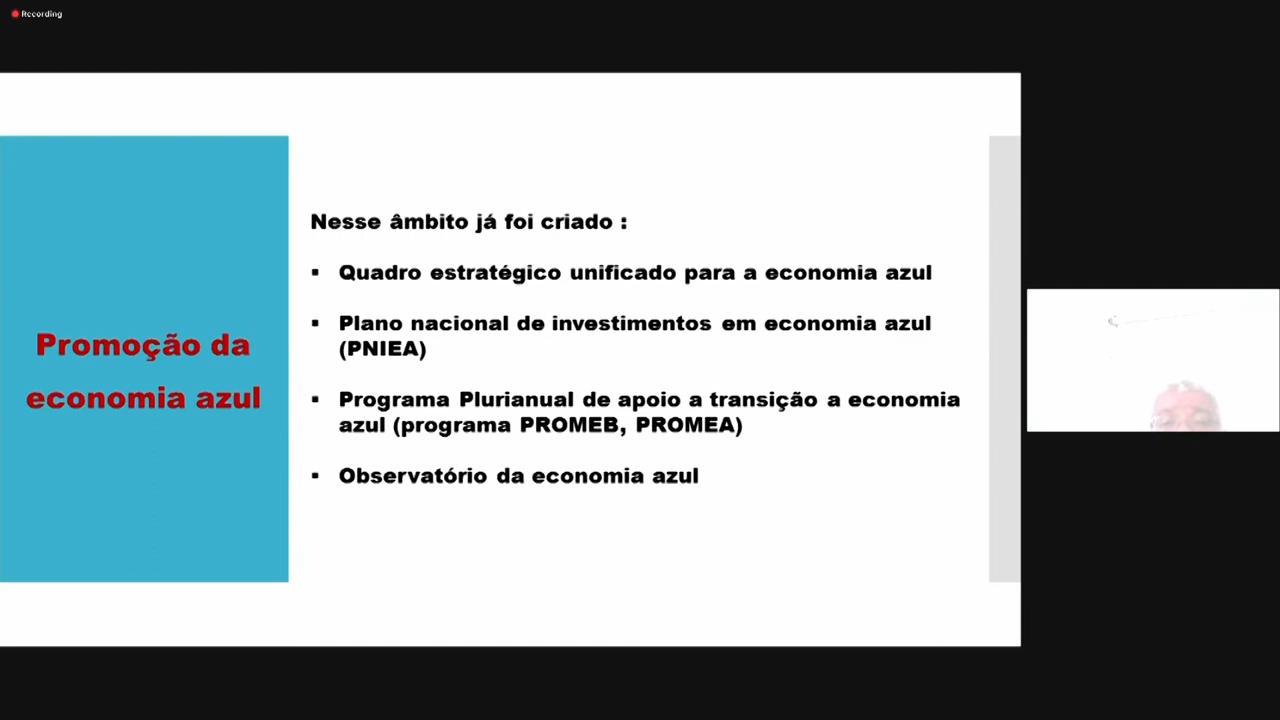 Recording
Promoção da
economia azul
Nesse âmbito já foi criado :
▪ Quadro estratégico unificado para a economia azul
▪ Plano nacional de investimentos em economia azul
(PNIEA)
▪ Programa Plurianual de apoio a transição a economia
azul (programa PROMEB, PROMEA)
▪ Observatório da economia azul